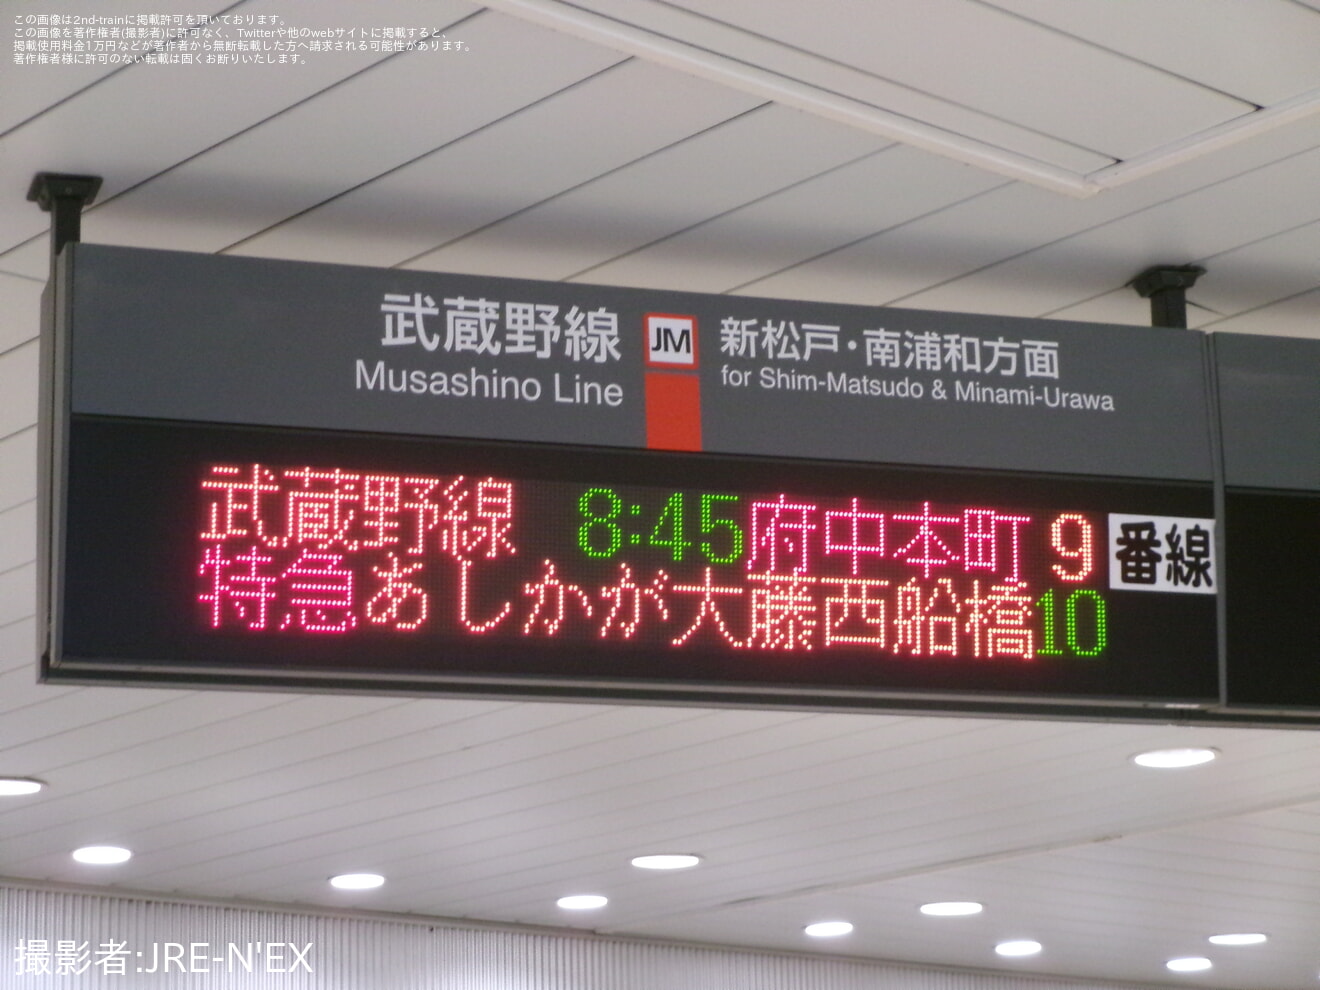 この画像は2nd-trainに掲載許可を頂いております。
この画像を著作権者(撮影者)に許可なく、Twitterや他のwebサイトに掲載すると、
掲載使用料金1万円などが著作者から無断転載した方へ請求される可能性があります。
著作権者様に許可のない転載は固くお断りいたします。
武蔵野線 JM 新松戸・南浦和方面
Musashino Line for Shim-Matsudo & Minami-Urawa
武蔵野線 8:45 府中本町 9 番線
特急あしかが大藤西船橋10
撮影者:JRE-N'EX